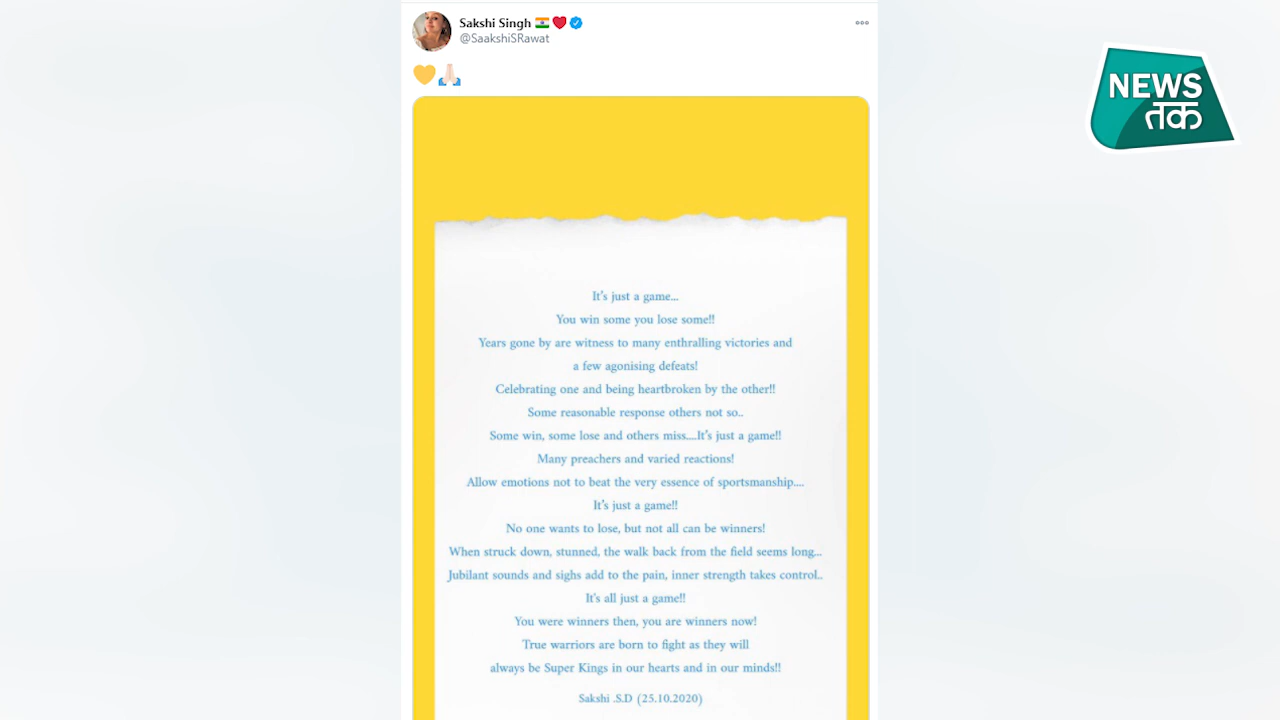 Sakshi Singh 🇮🇳❤️
@SaakshiSRawat
💛🙏🏻
NEWS
तक
It's just a game...
You win some you lose some!!
Years gone by are witness to many enthralling victories and
a few agonising defeats!
Celebrating one and being heartbroken by the other!!
Some reasonable response others not so..
Some win, some lose and others miss....It's just a game!!
Many preachers and varied reactions!
Allow emotions not to beat the very essence of sportsmanship....
It's just a game!!
No one wants to lose, but not all can be winners!
When struck down, stunned, the walk back from the field seems long...
Jubilant sounds and sighs add to the pain, inner strength takes control..
It's all just a game!!
You were winners then, you are winners now!
True warriors are born to fight as they will
always be Super Kings in our hearts and in our minds!!
Sakshi .S.D (25.10.2020)